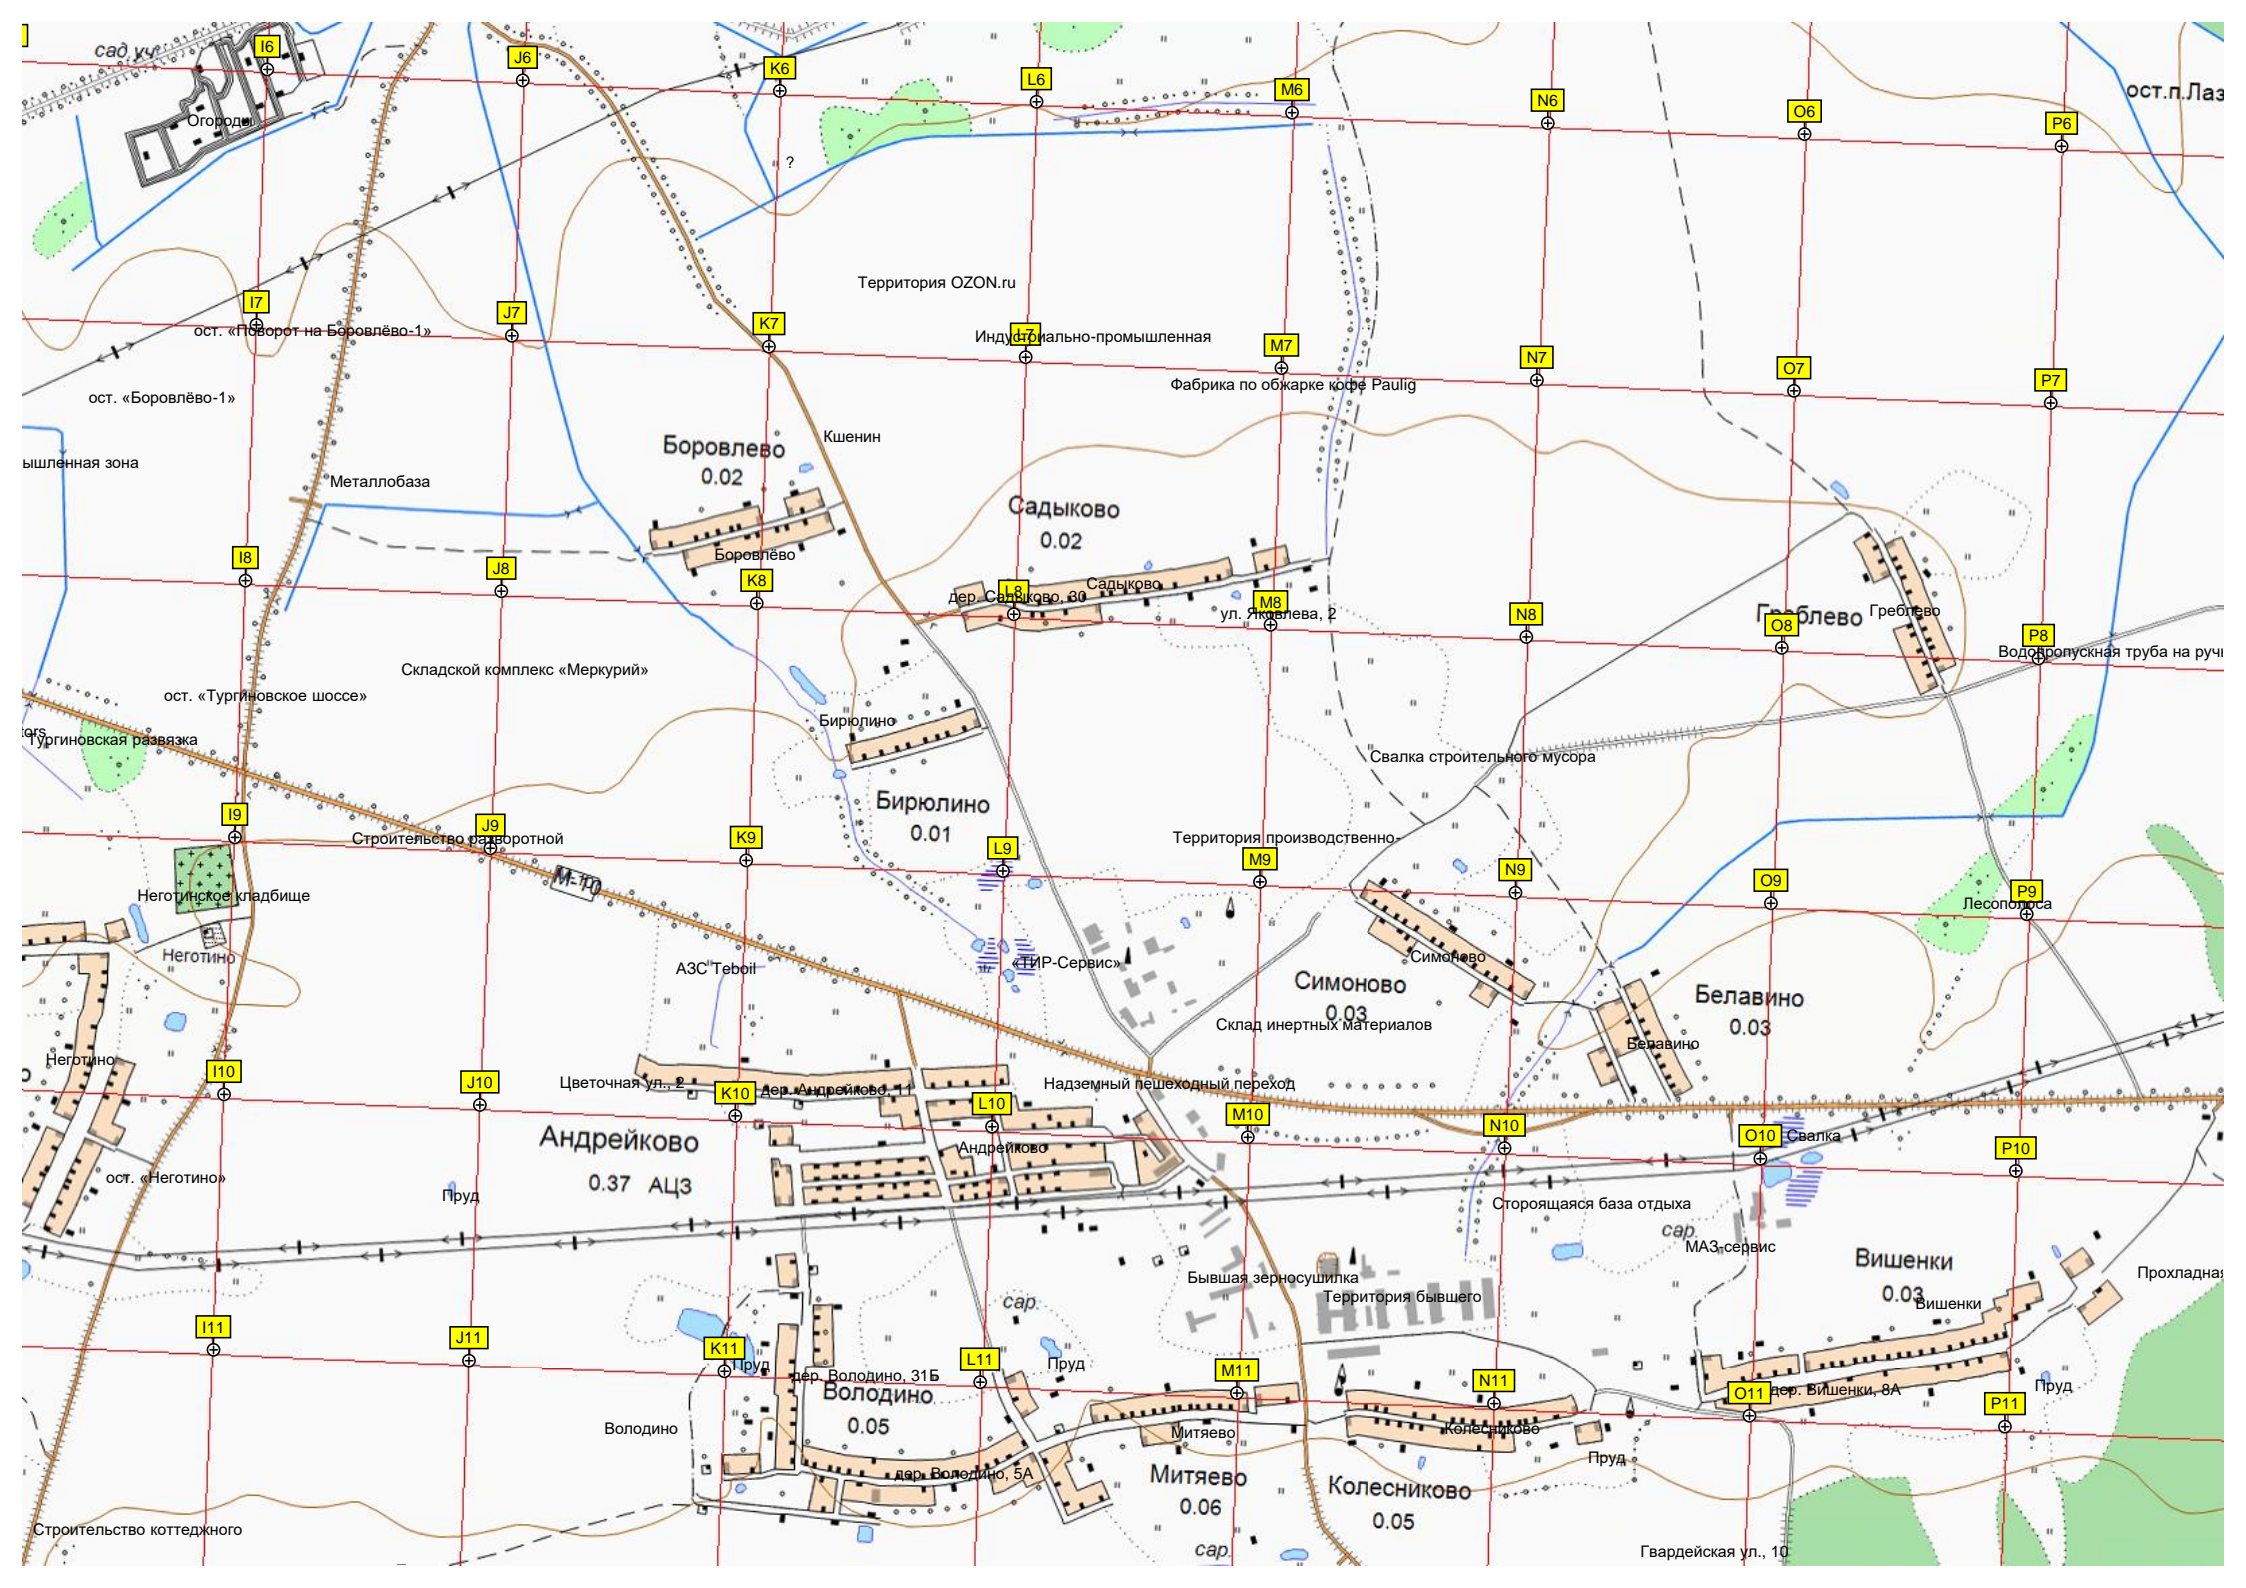 сад.уч.
I6
J6
K6
L6
M6
N6
O6
P6
ост.п.Лаз
Огороды
?
Территория OZON.ru
I7
J7
K7
L7
M7
N7
O7
P7
ост. «Поворот на Боровлёво-1»
Индустриально-промышленная
Фабрика по обжарке кофе Paulig
ост. «Боровлёво-1»
Кшенин
Боровлево
0.02
ышленная зона
Металлобаза
Садыково
0.02
Боровлёво
I8
J8
K8
L8
M8
N8
O8
P8
Садыково
дер. Садыково, 30
ул. Яковлева, 2
Греблево
Греблево
Водопропускная труба на ручь
Складской комплекс «Меркурий»
ост. «Тургиновское шоссе»
Бирюлино
tors
Тургиновская развязка
Свалка строительного мусора
Бирюлино
0.01
I9
J9
K9
L9
M9
N9
O9
P9
Строительство разворотной
Территория производственно-
М-10
Неготинское кладбище
Лесополоса
Неготино
АЗС Teboil
«ТИР-Сервис»
Симоново
Симоново
0.03
Белавино
0.03
Склад инертных материалов
Белавино
Неготино
I10
J10
K10
L10
M10
N10
O10
P10
Цветочная ул., 2
дер. Андрейково, 11
Надземный пешеходный переход
Андрейково
0.37 АЦЗ
Андрейково
Свалка
ост. «Неготино»
Пруд
Стороящаяся база отдыха
сар.
МАЗ-сервис
Вишенки
0.03
Вишенки
Прохладная
Бывшая зерносушилка
Территория бывшего
сар.
I11
J11
K11
L11
M11
N11
O11
P11
Пруд
Пруд
дер. Володино, 31Б
Володино
0.05
дер. Вишенки, 8А
Пруд
Володино
Митяево
Колесниково
Пруд
дер. Володино, 5А
Митяево
0.06
Колесниково
0.05
Строительство коттеджного
сар.
Гвардейская ул., 10